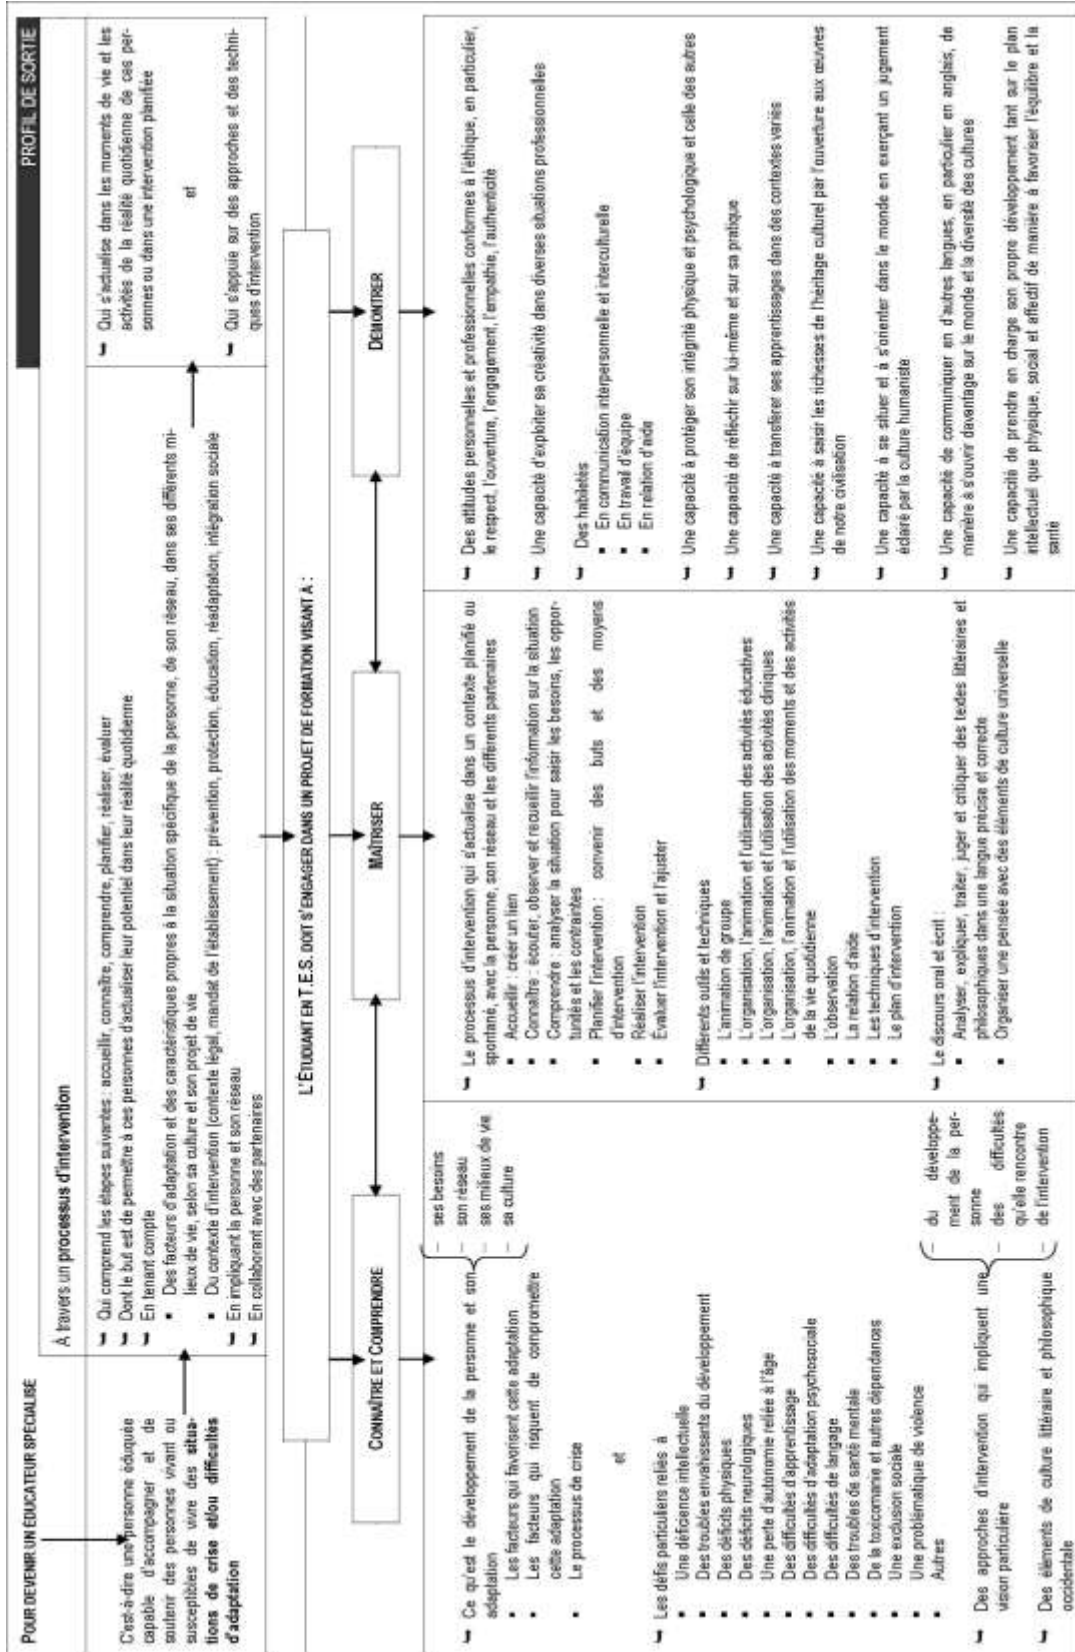 PROFIL DE SORTIE
POUR DEVENIR UN ÉDUCATEUR SPÉCIALISÉ
C'est-à-dire une personne éduquée
capable d'accompagner et de
soutenir des personnes vivant ou
susceptibles de vivre des situa-
tions de crise et/ou difficultés
d'adaptation
À travers un processus d'intervention
Qui comprend les étapes suivantes : accueillir, connaître, comprendre, planifier, réaliser, évaluer
Dont le but est de permettre à ces personnes d'actualiser leur potentiel dans leur réalité quotidienne
En tenant compte
▪ Des facteurs d'adaptation et des caractéristiques propres à la situation spécifique de la personne, de son réseau, dans ses différents mi-
lieux de vie, selon sa culture et son projet de vie
▪ Du contexte d'intervention (contexte légal, mandat de l'établissement) : prévention, protection, éducation, réadaptation, intégration sociale
En impliquant la personne et son réseau
En collaborant avec des partenaires
Qui s'actualise dans les moments de vie et les
activités de la réalité quotidienne de ces per-
sonnes ou dans une intervention planifiée
et
Qui s'appuie sur des approches et des techni-
ques d'intervention
L'ÉTUDIANT EN T.E.S. DOIT S'ENGAGER DANS UN PROJET DE FORMATION VISANT À :
CONNAÎTRE ET COMPRENDRE
Ce qu'est le développement de la personne et son
adaptation
▪ Les facteurs qui favorisent cette adaptation
▪ Les facteurs qui risquent de compromettre
cette adaptation
▪ Le processus de crise
– ses besoins
– son réseau
– ses milieux de vie
– sa culture
et
Les défis particuliers reliés à
▪ Une déficience intellectuelle
▪ Des troubles envahissants du développement
▪ Des déficits physiques
▪ Des déficits neurologiques
▪ Une perte d'autonomie reliée à l'âge
▪ Des difficultés d'apprentissage
▪ Des difficultés d'adaptation psychosociale
▪ Des difficultés de langage
▪ Des troubles de santé mentale
▪ De la toxicomanie et autres dépendances
▪ Une exclusion sociale
▪ Une problématique de violence
▪ Autres
Des approches d'intervention qui impliquent une
vision particulière
– du développe-
ment de la per-
sonne
– des difficultés
qu'elle rencontre
– de l'intervention
Des éléments de culture littéraire et philosophique
occidentale
MAÎTRISER
Le processus d'intervention qui s'actualise dans un contexte planifié ou
spontané, avec la personne, son réseau et les différents partenaires
▪ Accueillir : créer un lien
▪ Connaître : écouter, observer et recueillir l'information sur la situation
▪ Comprendre : analyser la situation pour saisir les besoins, les oppor-
tunités et les contraintes
▪ Planifier l'intervention : convenir des buts et des moyens
d'intervention
▪ Réaliser l'intervention
▪ Évaluer l'intervention et l'ajuster
Différents outils et techniques
▪ L'animation de groupe
▪ L'organisation, l'animation et l'utilisation des activités éducatives
▪ L'organisation, l'animation et l'utilisation des activités cliniques
▪ L'organisation, l'animation et l'utilisation des moments et des activités
de la vie quotidienne
▪ L'observation
▪ La relation d'aide
▪ Les techniques d'intervention
▪ Le plan d'intervention
Le discours oral et écrit :
▪ Analyser, expliquer, traiter, juger et critiquer des textes littéraires et
philosophiques dans une langue précise et correcte
▪ Organiser une pensée avec des éléments de culture universelle
DÉMONTRER
Des attitudes personnelles et professionnelles conformes à l'éthique, en particulier,
le respect, l'ouverture, l'engagement, l'empathie, l'authenticité
Une capacité d'exploiter sa créativité dans diverses situations professionnelles
Des habiletés
▪ En communication interpersonnelle et interculturelle
▪ En travail d'équipe
▪ En relation d'aide
Une capacité à protéger son intégrité physique et psychologique et celle des autres
Une capacité de réfléchir sur lui-même et sur sa pratique
Une capacité à transférer ses apprentissages dans des contextes variés
Une capacité à saisir les richesses de l'héritage culturel par l'ouverture aux œuvres
de notre civilisation
Une capacité à se situer et à s'orienter dans le monde en exerçant un jugement
éclairé par la culture humaniste
Une capacité de communiquer en d'autres langues, en particulier en anglais, de
manière à s'ouvrir davantage sur le monde et la diversité des cultures
Une capacité de prendre en charge son propre développement tant sur le plan
intellectuel que physique, social et affectif de manière à favoriser l'équilibre et la
santé